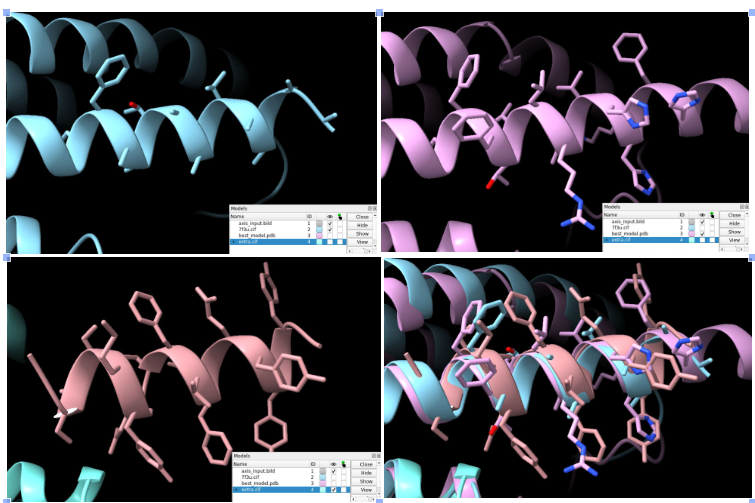 Models
Name ID Close
axis_input.bild 1 Hide
7f3u.cif 2 Show
best_model.pdb 3 View
extra.cif 4
Models
Name ID Close
axis_input.bild 1 Hide
7f3u.cif 2 Show
best_model.pdb 3 View
extra.cif 4
Models
Name ID Close
axis_input.bild 1 Hide
7f3u.cif 2 Show
best_model.pdb 3 View
extra.cif 4